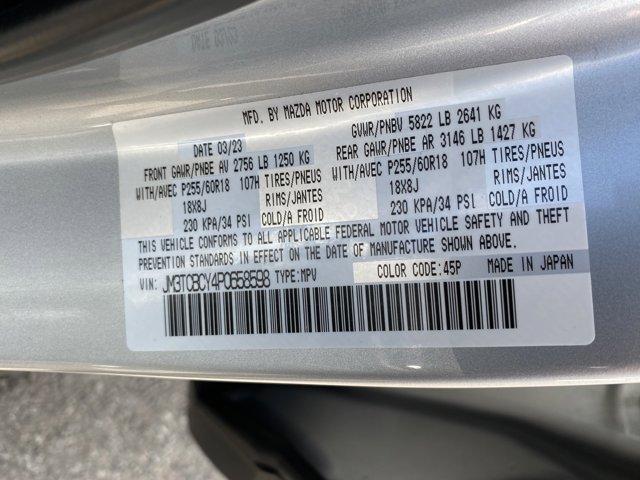 MFD. BY MAZDA MOTOR CORPORATION
DATE 03/23 GVWR/PNBV 5822 LB 2641 KG
FRONT GAWR/PNBE AV 2756 LB 1250 KG REAR GAWR/PNBE AR 3146 LB 1427 KG
WITH/AVEC P255/60R18 107H TIRES/PNEUS WITH/AVEC P255/60R18 107H TIRES/PNEUS
18X8J RIMS/JANTES 18X8J RIMS/JANTES
230 KPA/34 PSI COLD/A FROID 230 KPA/34 PSI COLD/A FROID
THIS VEHICLE CONFORMS TO ALL APPLICABLE FEDERAL MOTOR VEHICLE SAFETY AND THEFT
PREVENTION STANDARDS IN EFFECT ON THE DATE OF MANUFACTURE SHOWN ABOVE.
VIN: JM3TCBCY4P0658598 TYPE:MPV COLOR CODE:45P MADE IN JAPAN